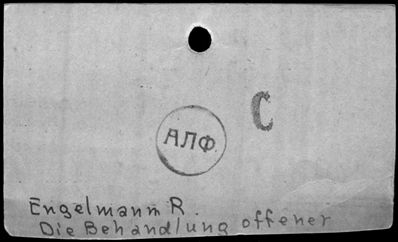 C
АЛФ
Engelmann R.
Die Behandlung offener